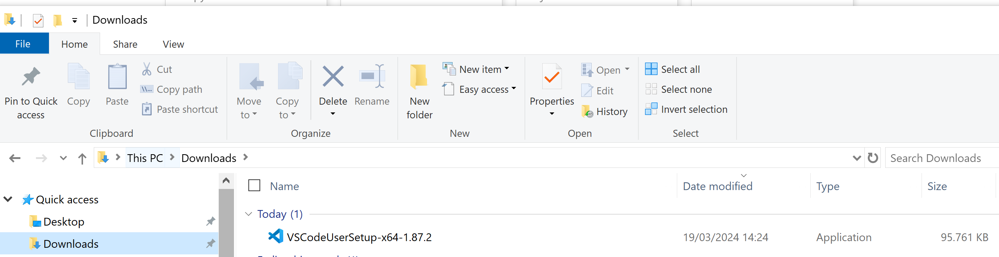 Downloads
File Home Share View
Pin to Quick access
Copy
Paste
Cut
Copy path
Paste shortcut
Clipboard
Move to
Copy to
Delete
Rename
Organize
New folder
New item
Easy access
New
Properties
Open
Edit
History
Open
Select all
Select none
Invert selection
Select
This PC Downloads
Search Downloads
Quick access
Desktop
Downloads
Name Date modified Type Size
Today (1)
VSCodeUserSetup-x64-1.87.2 19/03/2024 14:24 Application 95.761 KB